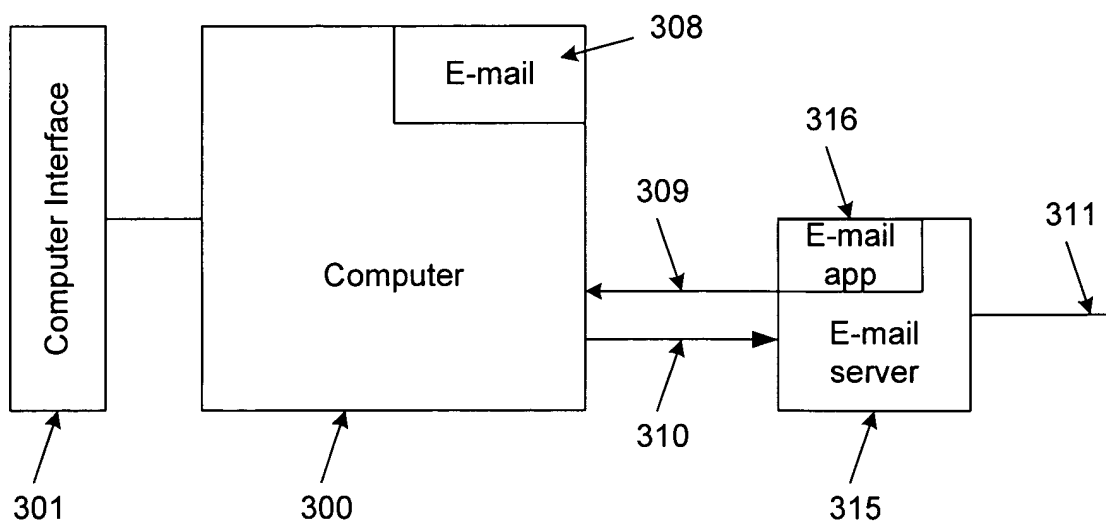 308
E-mail
316
309
311
Computer Interface
E-mail
app
Computer
E-mail
server
310
301
300
315